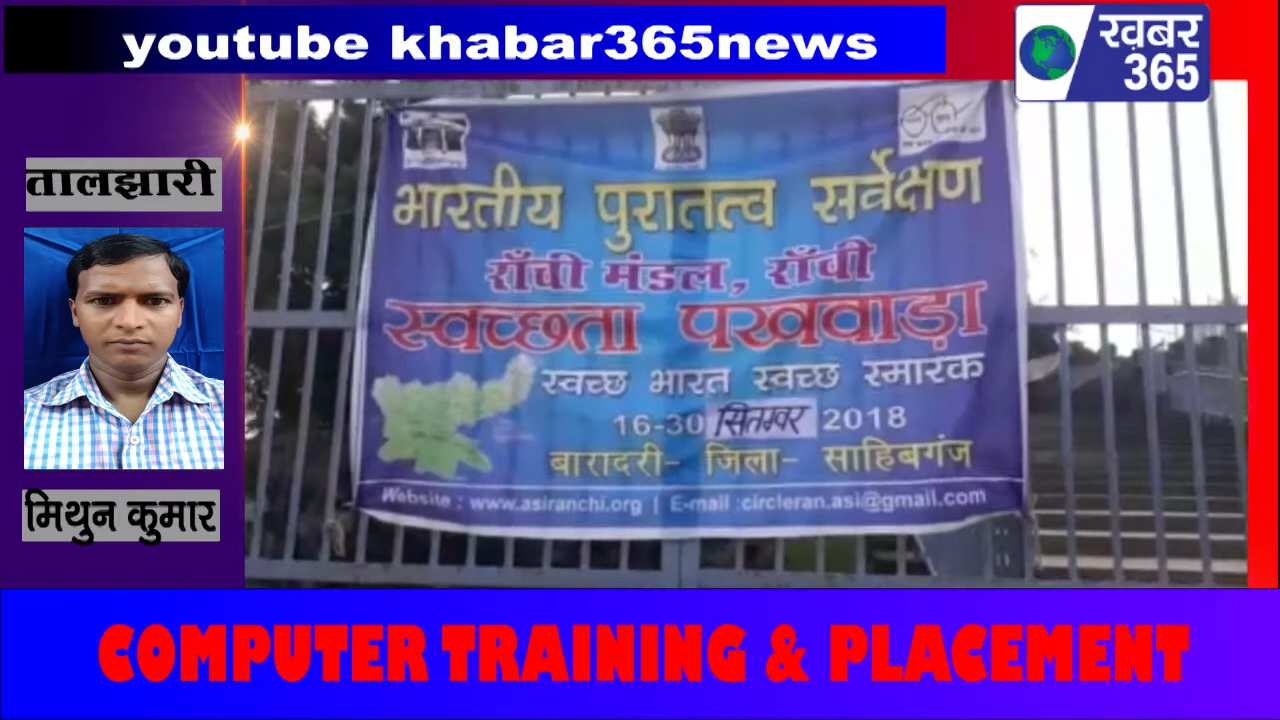 youtube khabar365news
ख़बर
365
तालझारी
मिथुन कुमार
भारतीय पुरातत्व सर्वेक्षण
राँची मंडल, राँची
स्वच्छता पखवाड़ा
स्वच्छ भारत स्वच्छ स्मारक
16-30 सितम्बर 2018
बारादरी- जिला- साहिबगंज
Website : www.asiranchi.org | E-mail :circleran.asi@gmail.com
COMPUTER TRAINING & PLACEMENT